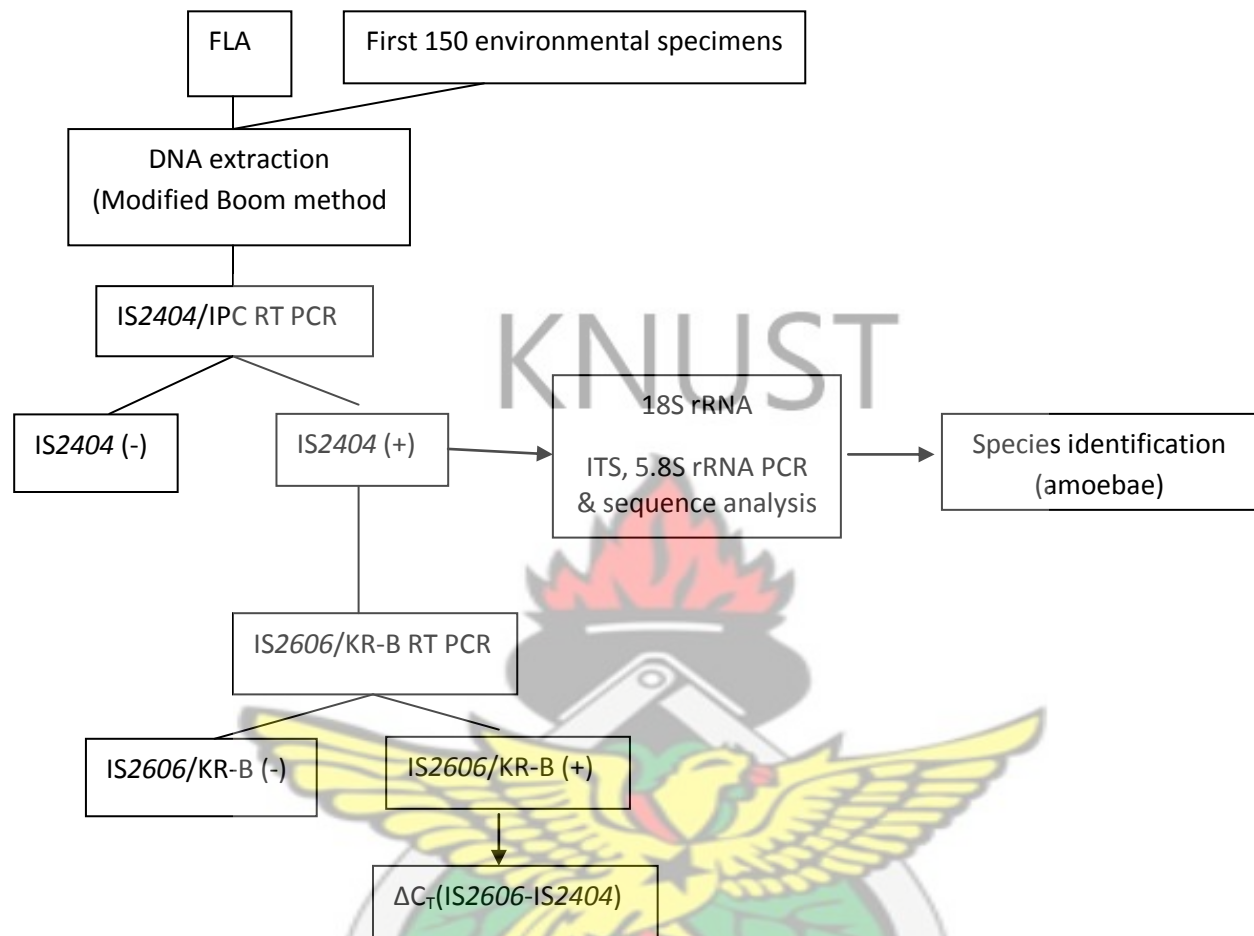 FLA
First 150 environmental specimens
DNA extraction
(Modified Boom method
IS2404/IPC RT PCR
KNUST
IS2404 (-)
IS2404 (+)
18S rRNA
ITS, 5.8S rRNA PCR
& sequence analysis
Species identification
(amoebae)
IS2606/KR-B RT PCR
IS2606/KR-B (-)
IS2606/KR-B (+)
ΔCT(IS2606-IS2404)